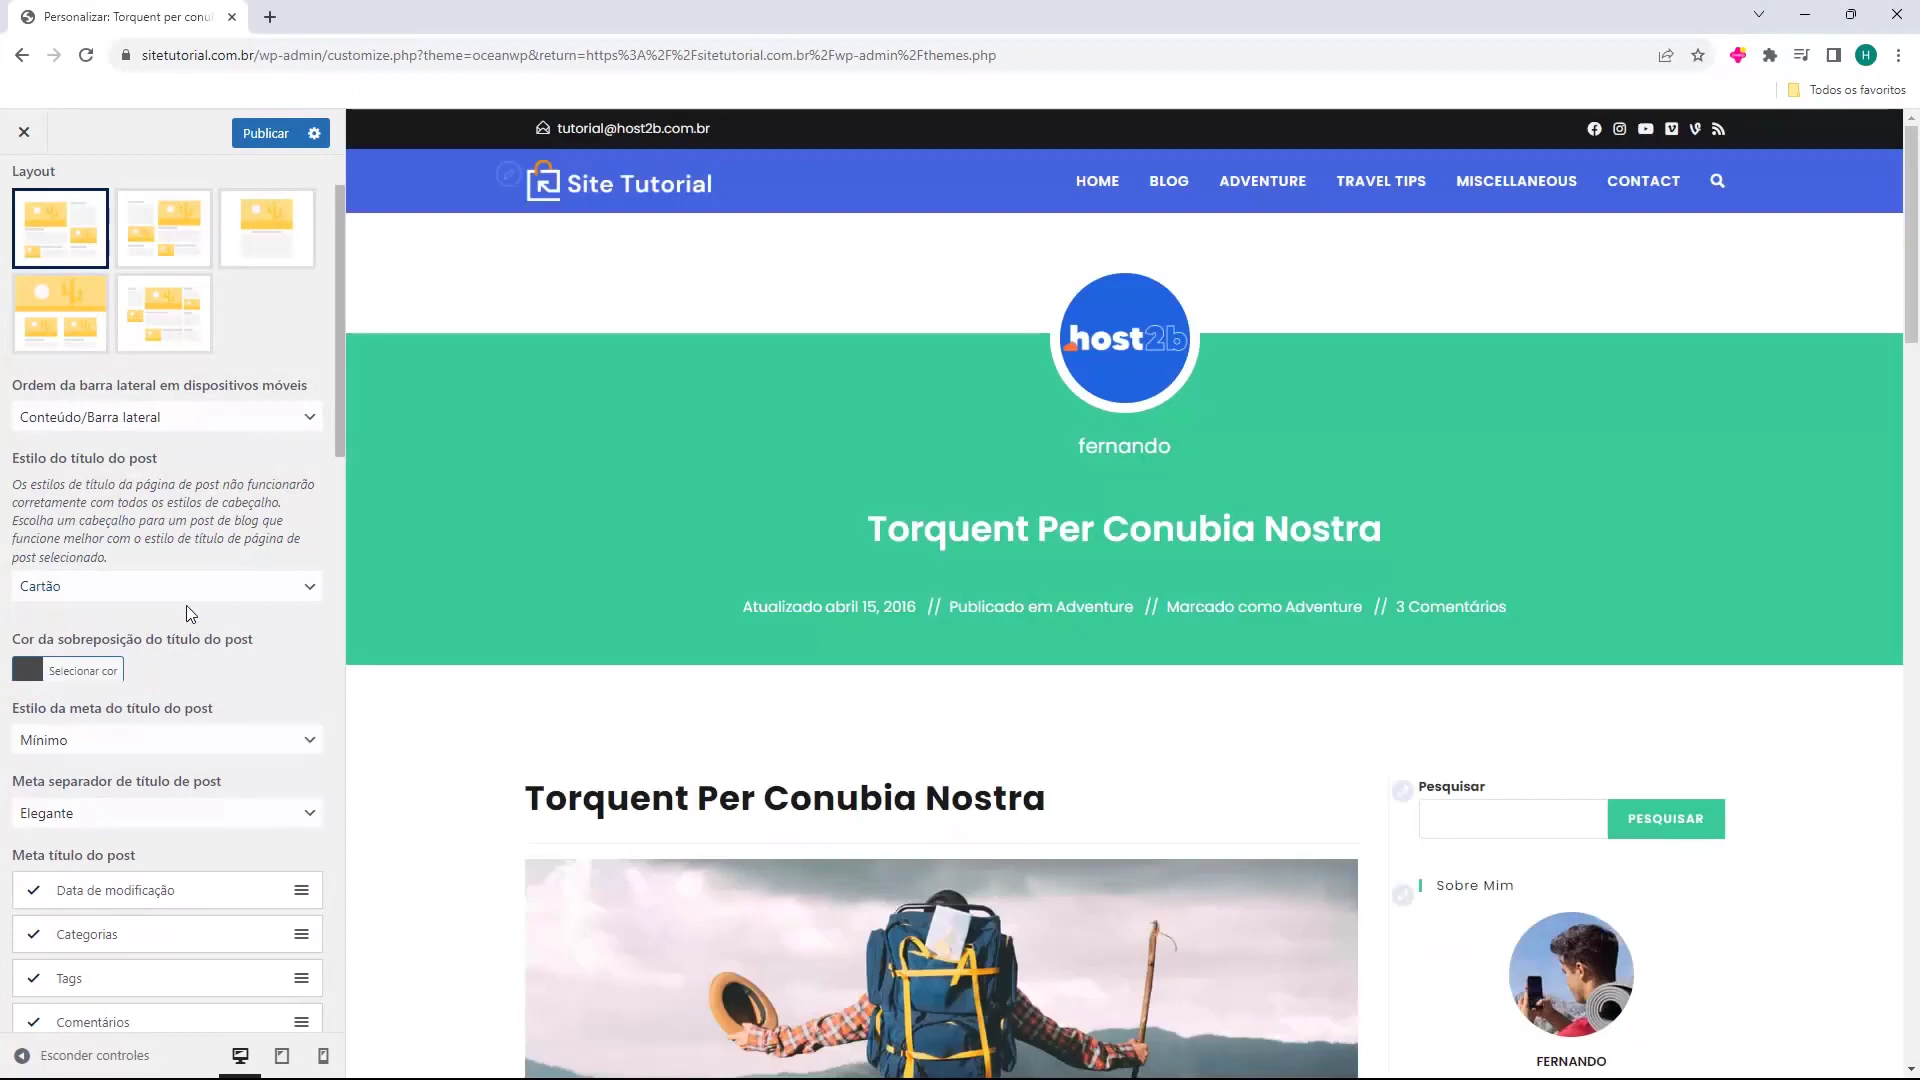 Personalizar: Torquent per conu
sitetutorial.com.br/wp-admin/customize.php?theme=oceanwp&return=https%3A%2F%2Fsitetutorial.com.br%2Fwp-admin%2Fthemes.php
H
Todos os favoritos
Publicar
Layout
Ordem da barra lateral em dispositivos móveis
Conteúdo/Barra lateral
Estilo do título do post
Os estilos de título da página de post não funcionarão
corretamente com todos os estilos de cabeçalho.
Escolha um cabeçalho para um post de blog que
funcione melhor com o estilo de título de página de
post selecionado.
Cartão
Cor da sobreposição do título do post
Selecionar cor
Estilo da meta do título do post
Mínimo
Meta separador de título de post
Elegante
Meta título do post
Data de modificação
Categorias
Tags
Comentários
Esconder controles
tutorial@host2b.com.br
Site Tutorial
HOME BLOG ADVENTURE TRAVEL TIPS MISCELLANEOUS CONTACT
host2b
fernando
Torquent Per Conubia Nostra
Atualizado abril 15, 2016 // Publicado em Adventure // Marcado como Adventure // 3 Comentários
Torquent Per Conubia Nostra
Pesquisar
PESQUISAR
Sobre Mim
FERNANDO